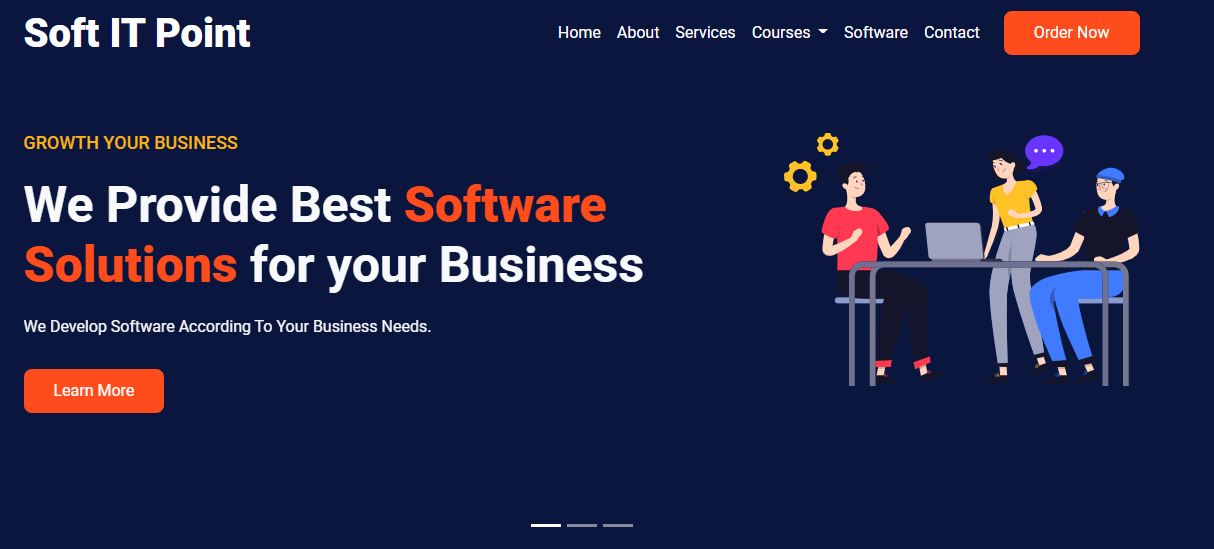 Soft IT Point
Home About Services Courses Software Contact Order Now
GROWTH YOUR BUSINESS
We Provide Best Software
Solutions for your Business
We Develop Software According To Your Business Needs.
Learn More